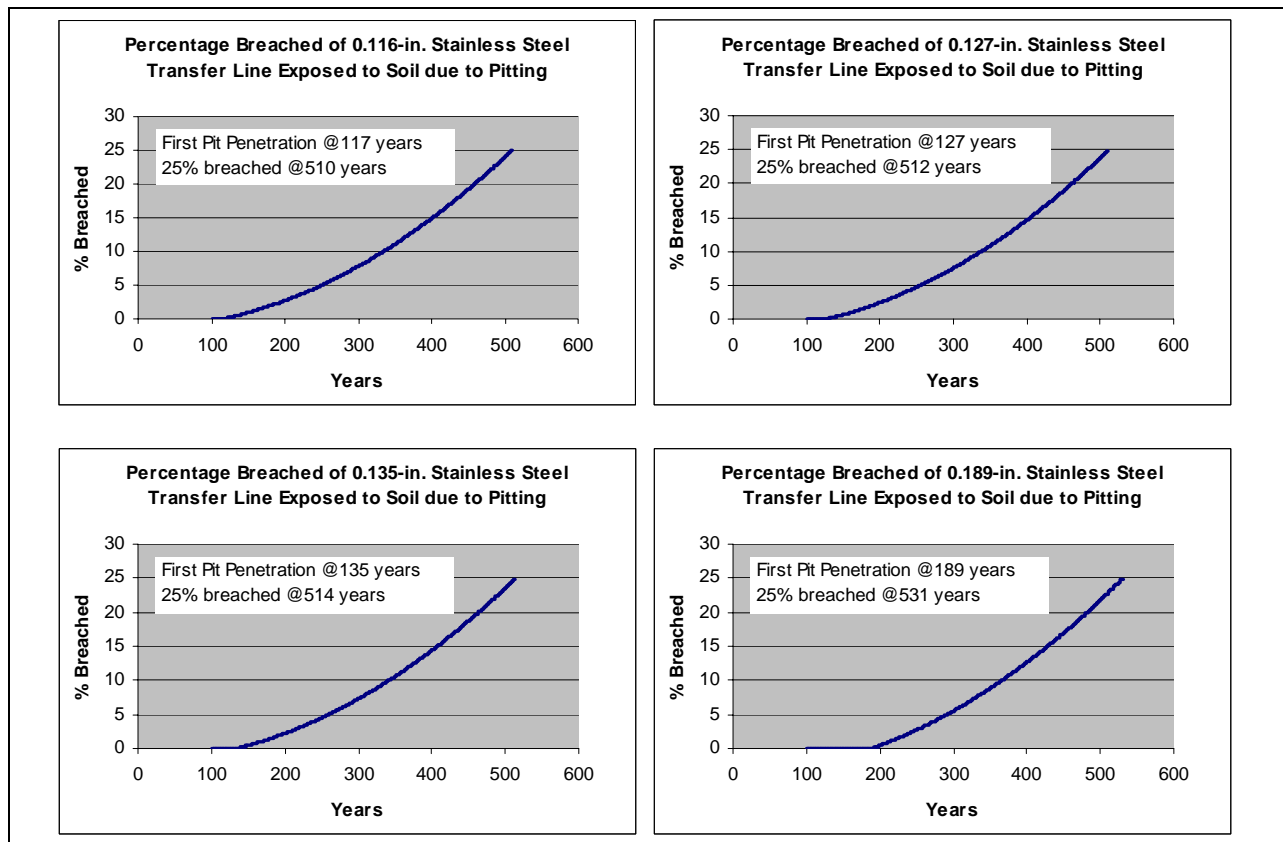 Percentage Breached of 0.116-in. Stainless Steel
Transfer Line Exposed to Soil due to Pitting
First Pit Penetration @117 years
25% breached @510 years
30
25
20
15
10
5
0
% Breached
0 100 200 300 400 500 600
Years
Percentage Breached of 0.127-in. Stainless Steel
Transfer Line Exposed to Soil due to Pitting
First Pit Penetration @127 years
25% breached @512 years
30
25
20
15
10
5
0
% Breached
0 100 200 300 400 500 600
Years
Percentage Breached of 0.135-in. Stainless Steel
Transfer Line Exposed to Soil due to Pitting
First Pit Penetration @135 years
25% breached @514 years
30
25
20
15
10
5
0
% Breached
0 100 200 300 400 500 600
Years
Percentage Breached of 0.189-in. Stainless Steel
Transfer Line Exposed to Soil due to Pitting
First Pit Penetration @189 years
25% breached @531 years
30
25
20
15
10
5
0
% Breached
0 100 200 300 400 500 600
Years